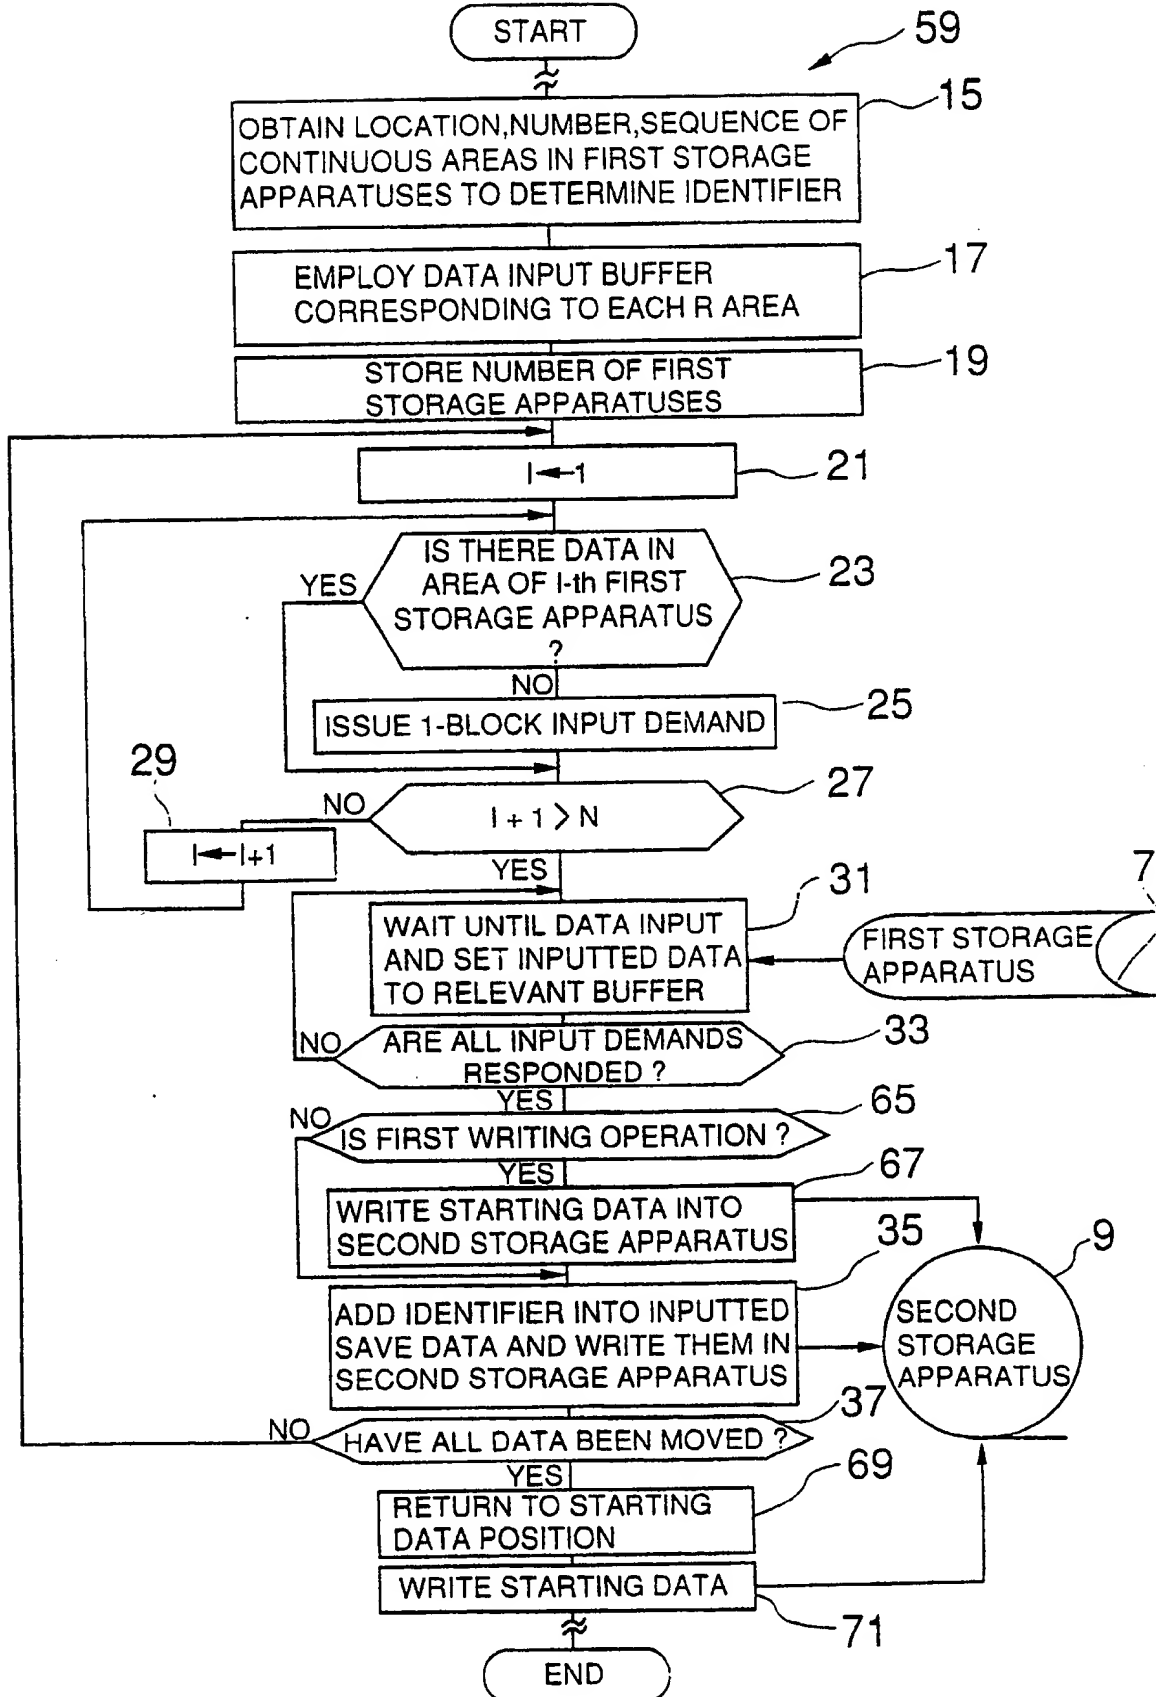 START
59
15
OBTAIN LOCATION,NUMBER,SEQUENCE OF
CONTINUOUS AREAS IN FIRST STORAGE
APPARATUSES TO DETERMINE IDENTIFIER
17
EMPLOY DATA INPUT BUFFER
CORRESPONDING TO EACH R AREA
19
STORE NUMBER OF FIRST
STORAGE APPARATUSES
I←1
21
IS THERE DATA IN
AREA OF I-th FIRST
STORAGE APPARATUS
?
23
YES
NO
ISSUE 1-BLOCK INPUT DEMAND
25
29
27
NO
I + 1 > N
I←I+1
YES
31
7
WAIT UNTIL DATA INPUT
AND SET INPUTTED DATA
TO RELEVANT BUFFER
FIRST STORAGE
APPARATUS
33
NO
ARE ALL INPUT DEMANDS
RESPONDED ?
YES
65
NO
IS FIRST WRITING OPERATION ?
YES
67
WRITE STARTING DATA INTO
SECOND STORAGE APPARATUS
35
9
ADD IDENTIFIER INTO INPUTTED
SAVE DATA AND WRITE THEM IN
SECOND STORAGE APPARATUS
SECOND
STORAGE
APPARATUS
37
NO
HAVE ALL DATA BEEN MOVED ?
YES
69
RETURN TO STARTING
DATA POSITION
WRITE STARTING DATA
71
END